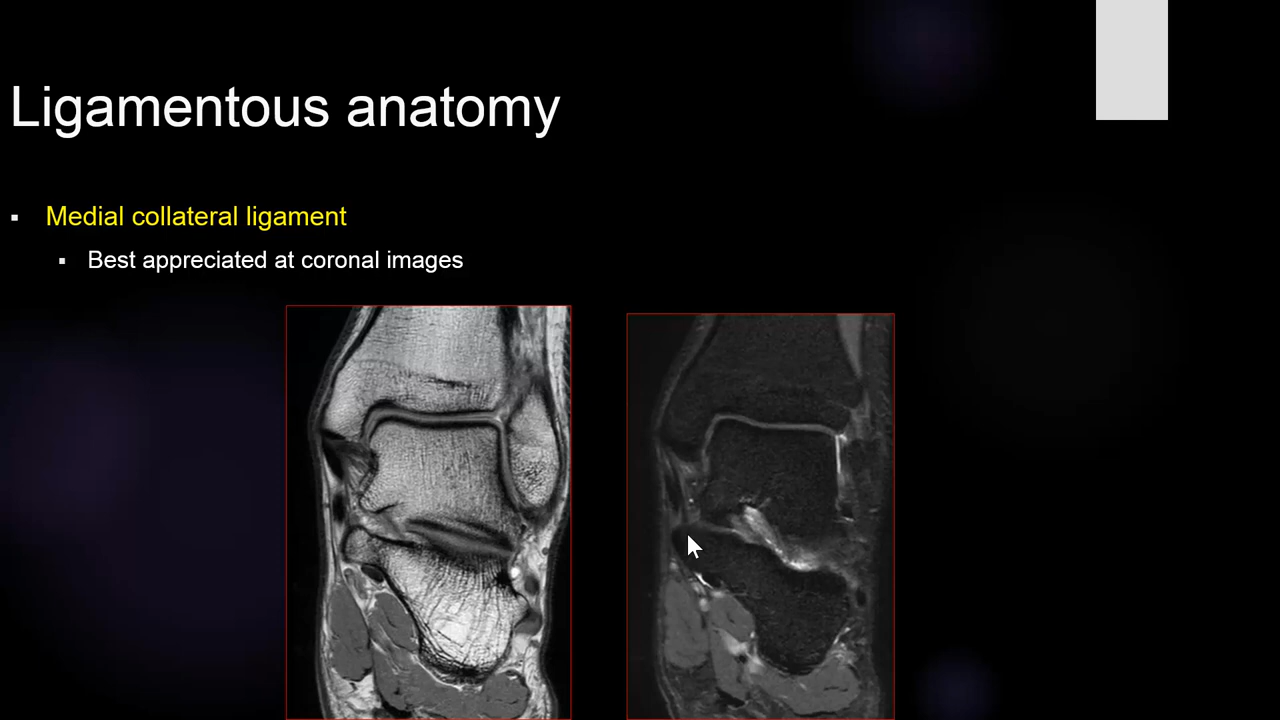 Ligamentous anatomy
Medial collateral ligament
Best appreciated at coronal images